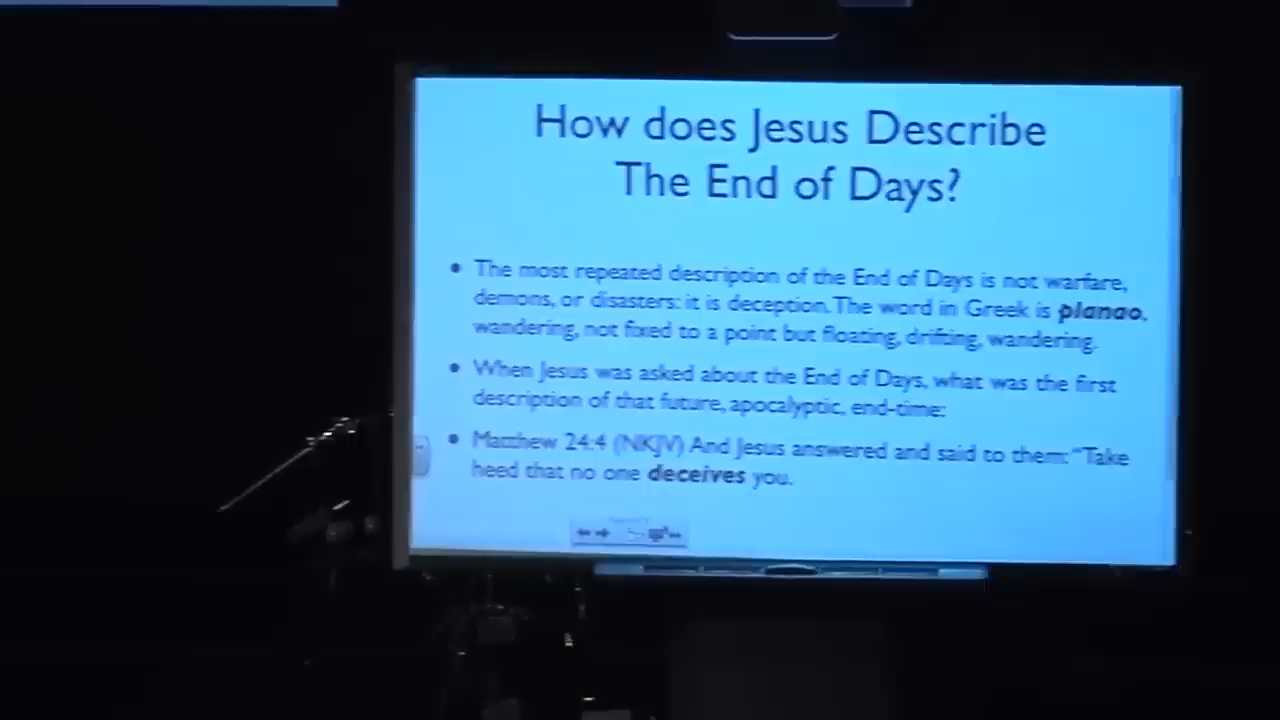 How does Jesus Describe
The End of Days?
• The most repeated description of the End of Days is not warfare,
demons, or disasters: it is deception. The word in Greek is planao,
wandering, not fixed to a point but floating, drifting, wandering.
• When Jesus was asked about the End of Days, what was the first
description of that future, apocalyptic, end-time:
• Matthew 24:4 (NKJV) And Jesus answered and said to them: “Take
heed that no one deceives you.